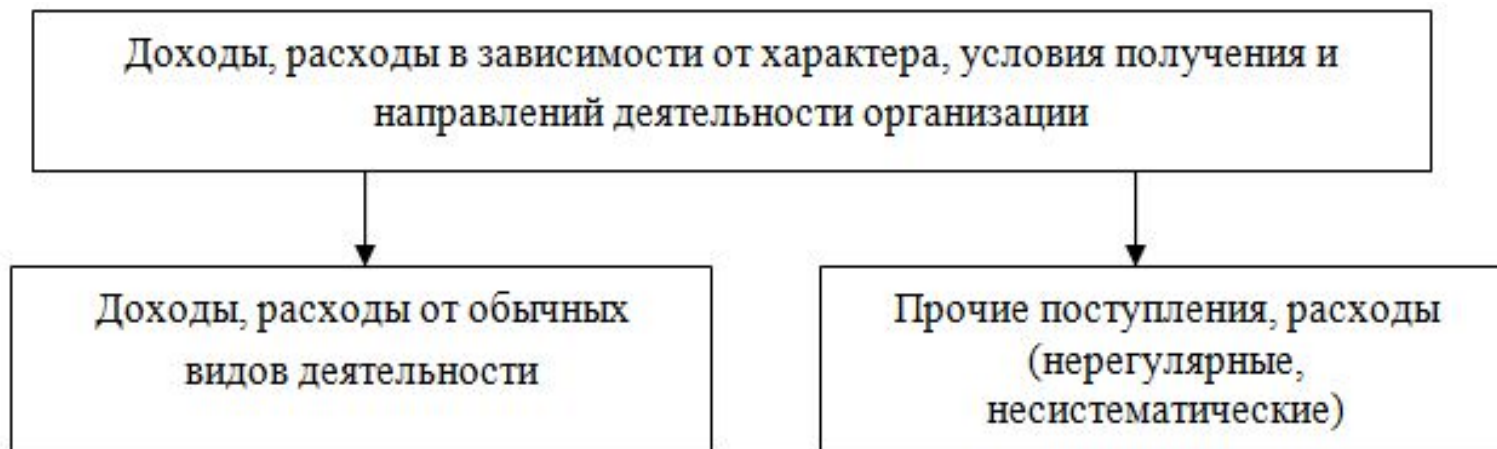 Доходы, расходы в зависимости от характера, условия получения и
направлений деятельности организации
Доходы, расходы от обычных
видов деятельности
Прочие поступления, расходы
(нерегулярные,
несистематические)